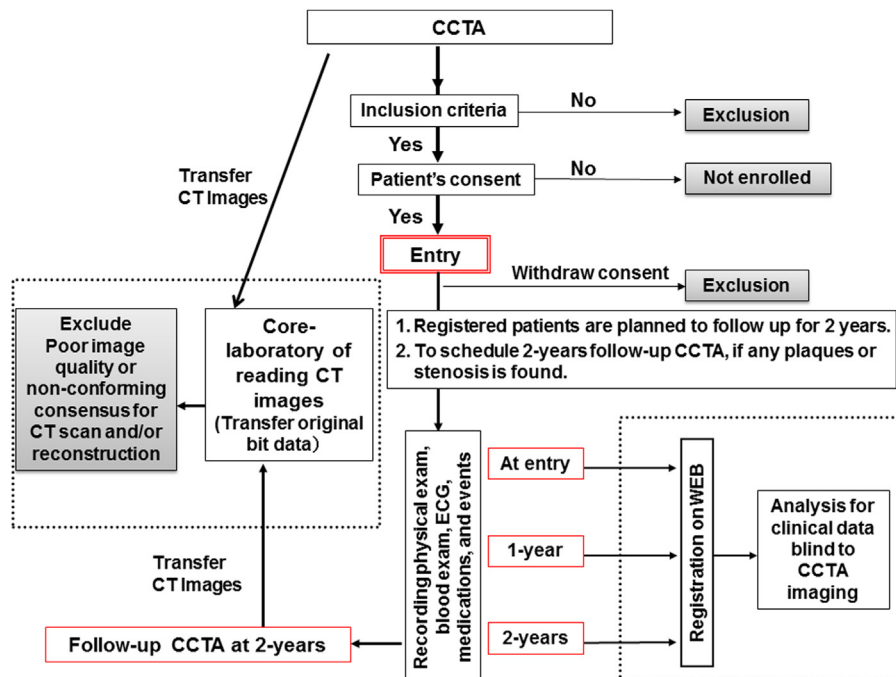 CCTA
Inclusion criteria
No
Exclusion
Yes
Transfer
CT Images
Patient's consent
No
Not enrolled
Yes
Entry
Withdraw consent
Exclusion
Exclude
Poor image
quality or
non-conforming
consensus for
CT scan and/or
reconstruction
Core-
laboratory of
reading CT
images
(Transfer original
bit data)
1. Registered patients are planned to follow up for 2 years.
2. To schedule 2-years follow-up CCTA, if any plaques or
stenosis is found.
Recording physical exam,
blood exam, ECG,
medications, and events
At entry
1-year
2-years
Registration on WEB
Analysis for
clinical data
blind to
CCTA
imaging
Transfer
CT Images
Follow-up CCTA at 2-years